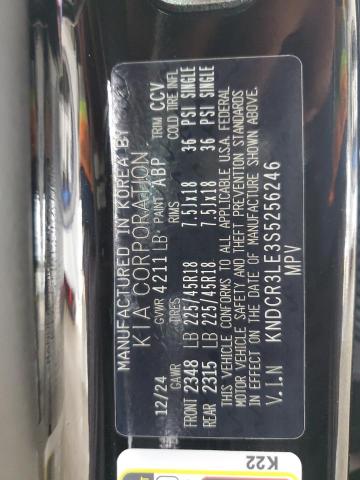 MANUFACTURED IN KOREA BY
KIA CORPORATION
12/24 GVWR 4211 LB PAINT ABP TRIM CCV
GAWR TIRES RIMS COLD TIRE INFL
FRONT 2348 LB 225/45R18 7.5Jx18 36 PSI SINGLE
REAR 2315 LB 225/45R18 7.5Jx18 36 PSI SINGLE
THIS VEHICLE CONFORMS TO ALL APPLICABLE U.S.A. FEDERAL
MOTOR VEHICLE SAFETY AND THEFT PREVENTION STANDARDS
IN EFFECT ON THE DATE OF MANUFACTURE SHOWN ABOVE.
V.I.N KNDCR3LE3S5256246
MPV
K22